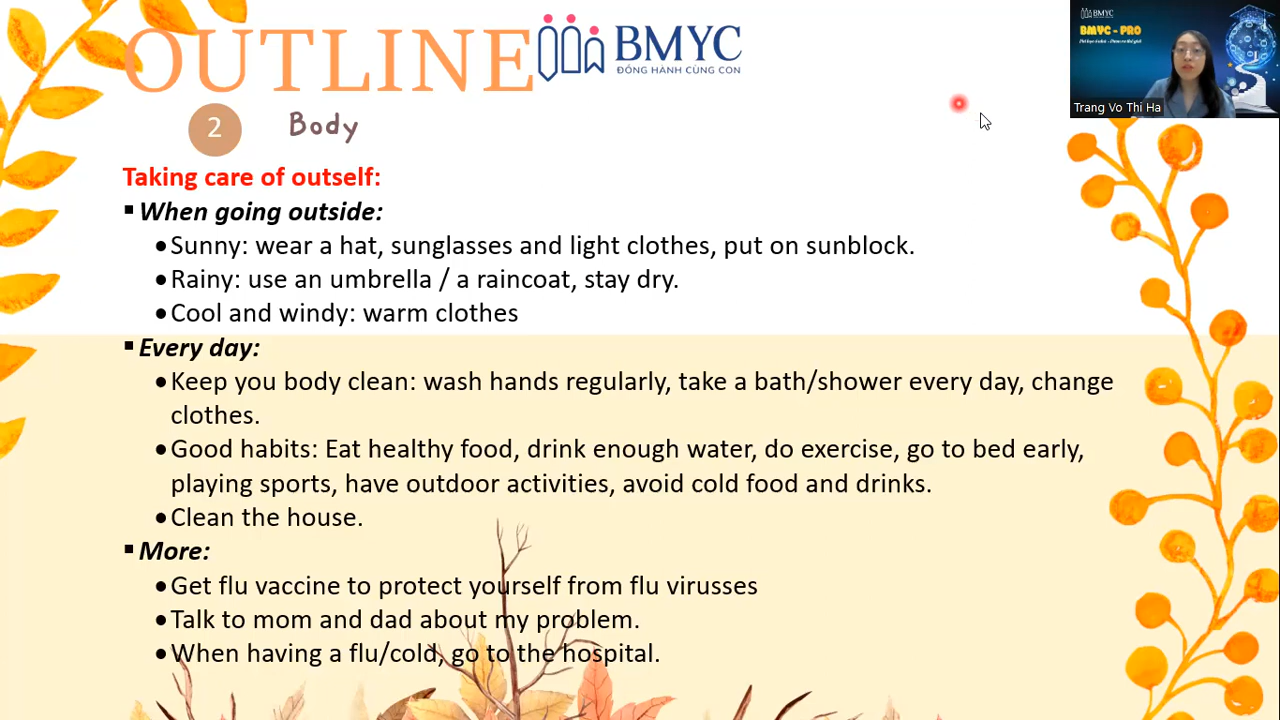 OUTLINE
BMYC
ĐỒNG HÀNH CÙNG CON
BMYC
BMYC - PRO
Trang Vo Thi Ha
2 Body
Taking care of outself:
When going outside:
Sunny: wear a hat, sunglasses and light clothes, put on sunblock.
Rainy: use an umbrella / a raincoat, stay dry.
Cool and windy: warm clothes
Every day:
Keep you body clean: wash hands regularly, take a bath/shower every day, change
clothes.
Good habits: Eat healthy food, drink enough water, do exercise, go to bed early,
playing sports, have outdoor activities, avoid cold food and drinks.
Clean the house.
More:
Get flu vaccine to protect yourself from flu virusses
Talk to mom and dad about my problem.
When having a flu/cold, go to the hospital.